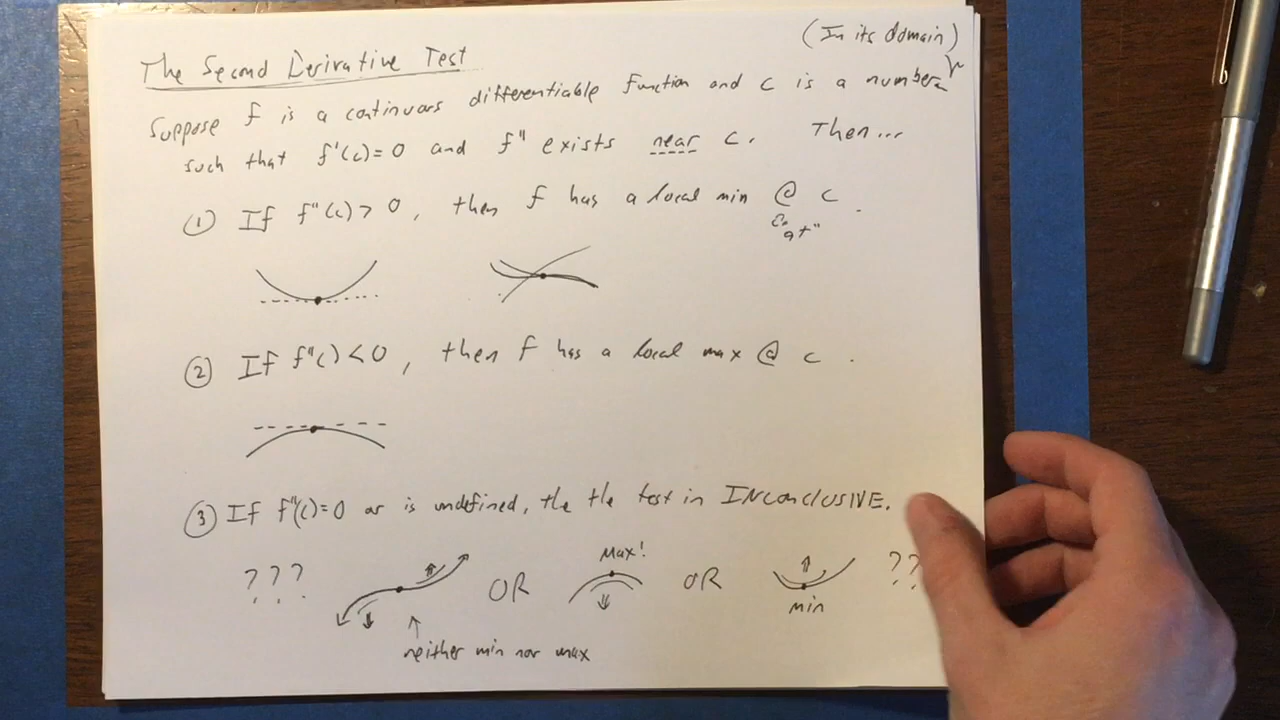 (In its domain)
The Second Derivative Test
Suppose f is a continuous differentiable function and c is a number
such that f'(c)=0 and f" exists near c. Then...
① If f"(c) > 0, then f has a local min @ c.
"at"
② If f"(c) < 0, then f has a local max @ c.
③ If f"(c)=0 or is undefined, the the test in INCONCLUSIVE.
??? OR Max! OR min ??
neither min nor max